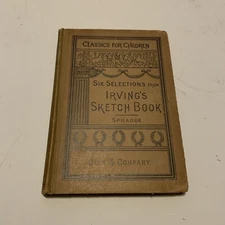 CLASSICS FOR CHILDREN
SIX SELECTIONS FROM
IRVING'S
SKETCH BOOK
SPRAGUE
GINN & COMPANY